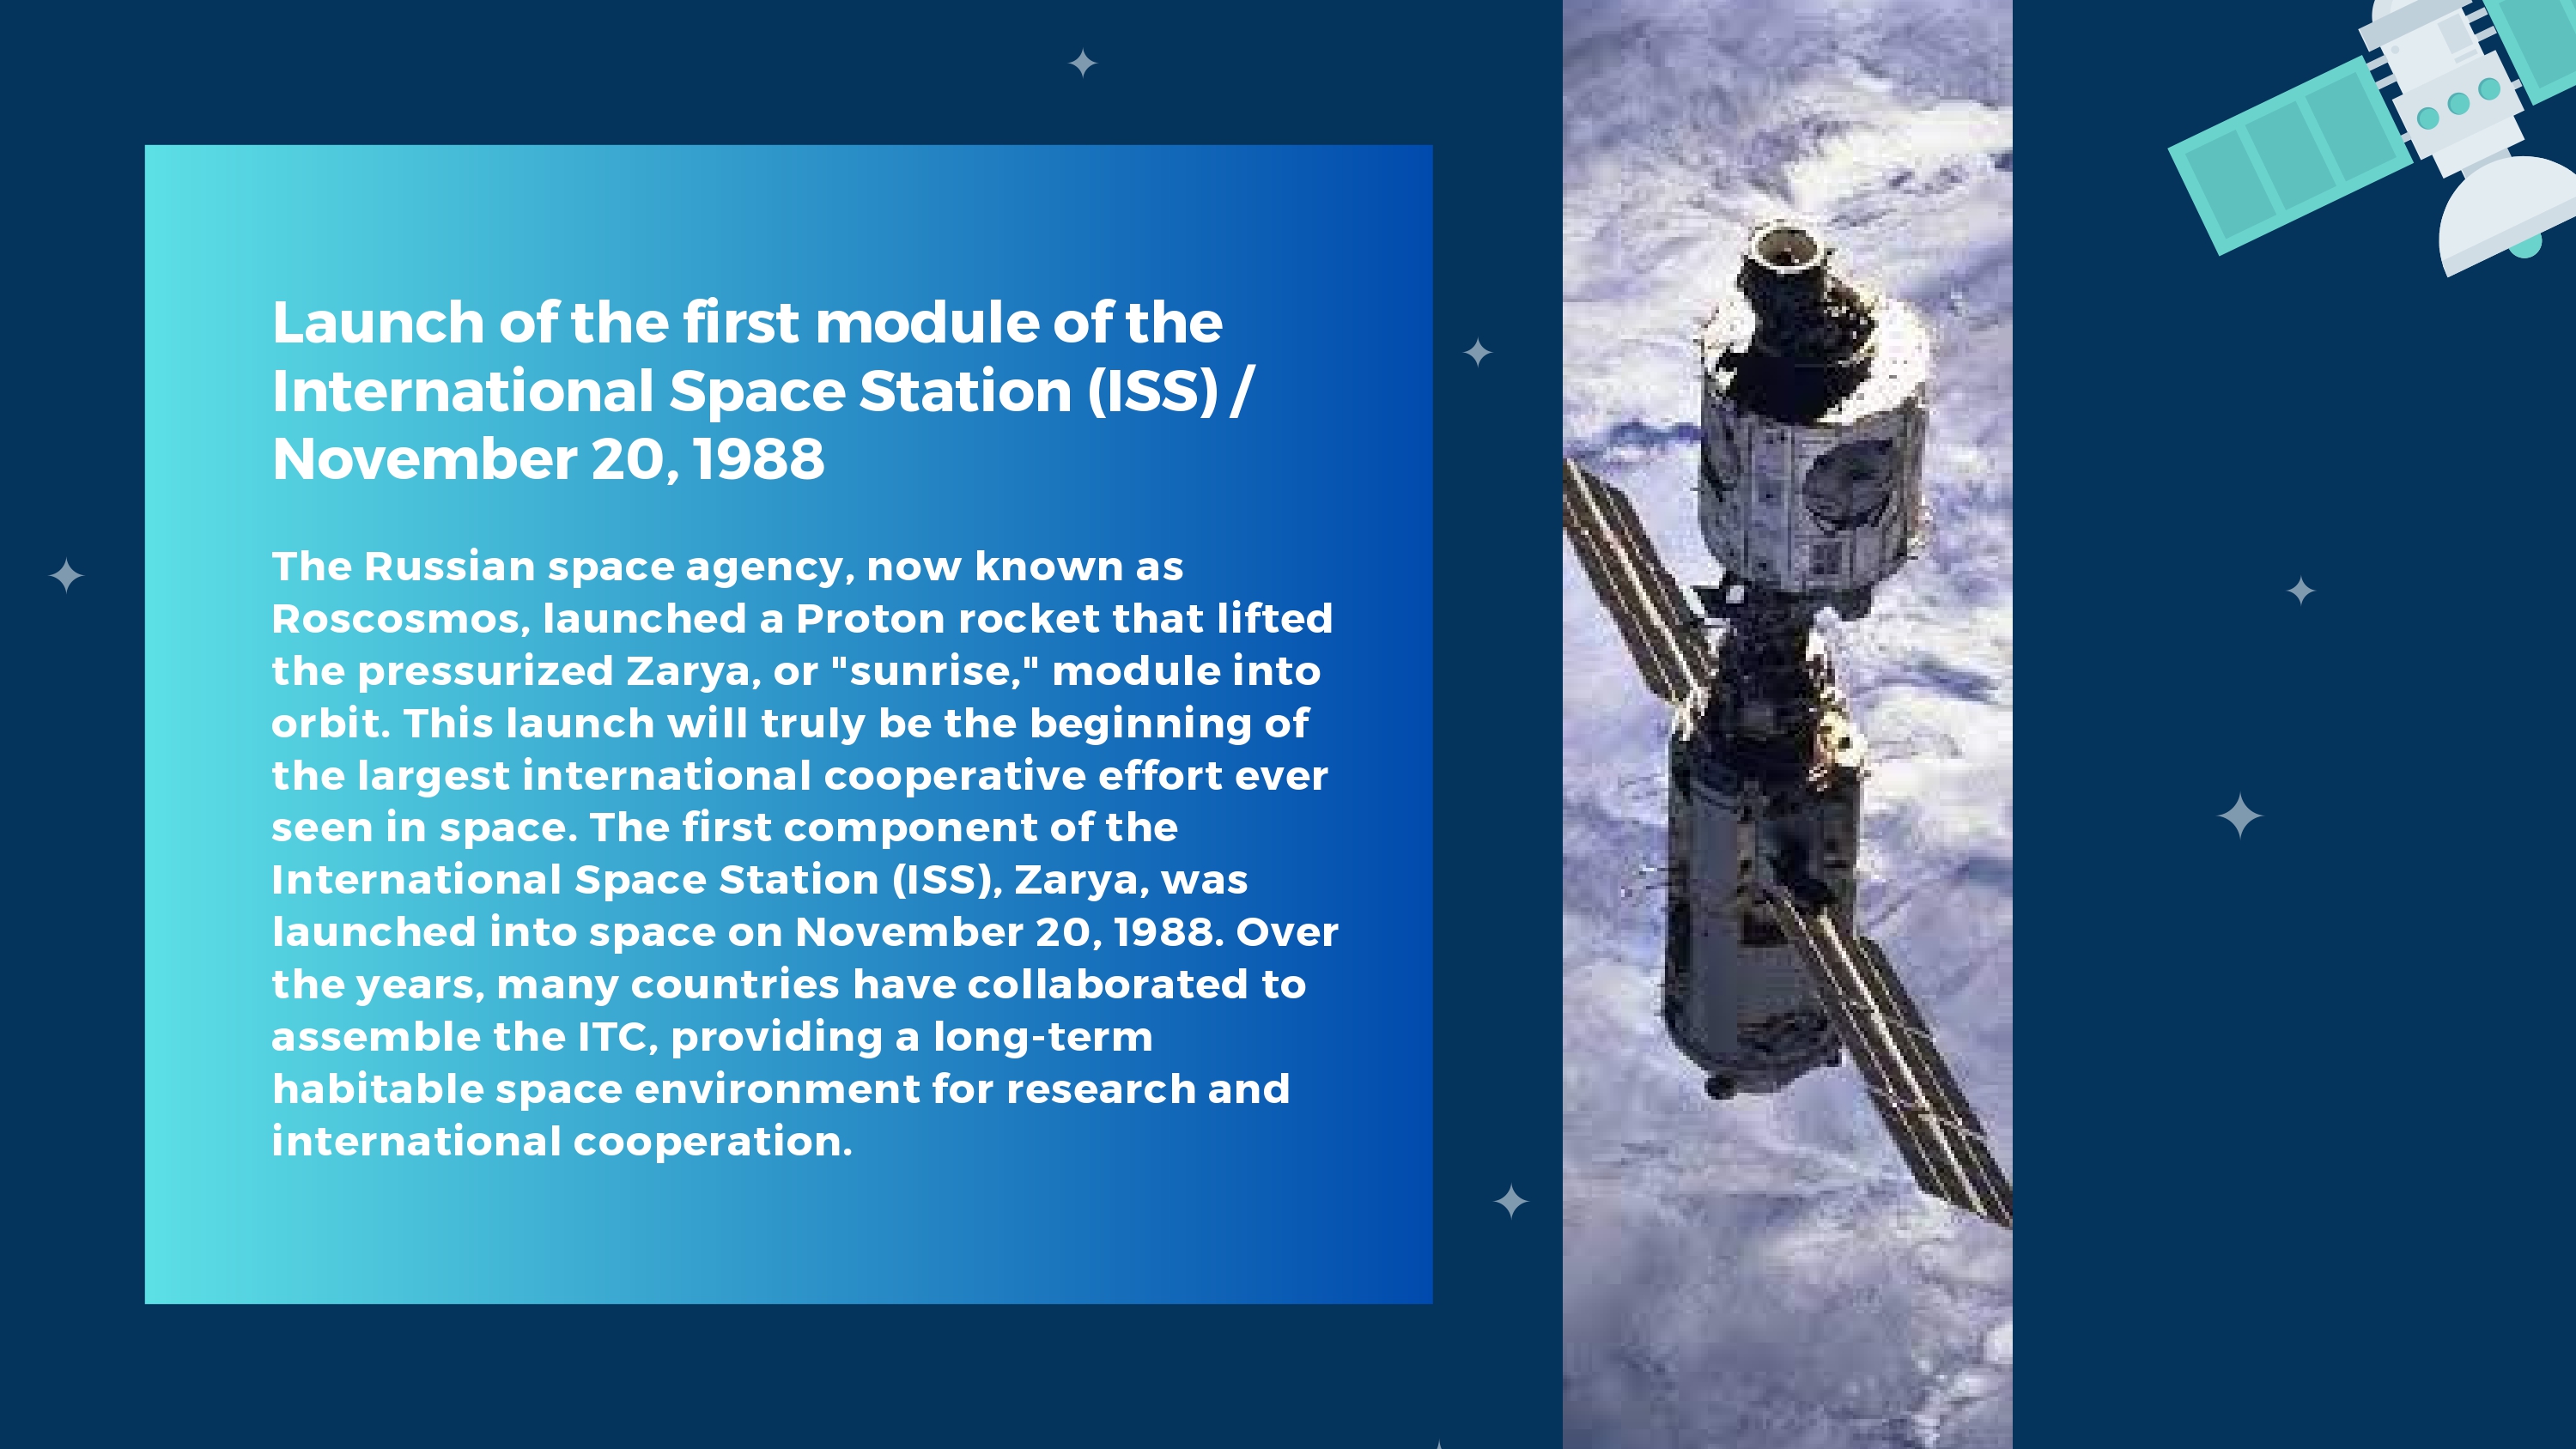 Launch of the first module of the
International Space Station (ISS) /
November 20, 1988
The Russian space agency, now known as
Roscosmos, launched a Proton rocket that lifted
the pressurized Zarya, or "sunrise," module into
orbit. This launch will truly be the beginning of
the largest international cooperative effort ever
seen in space. The first component of the
International Space Station (ISS), Zarya, was
launched into space on November 20, 1988. Over
the years, many countries have collaborated to
assemble the ITC, providing a long-term
habitable space environment for research and
international cooperation.